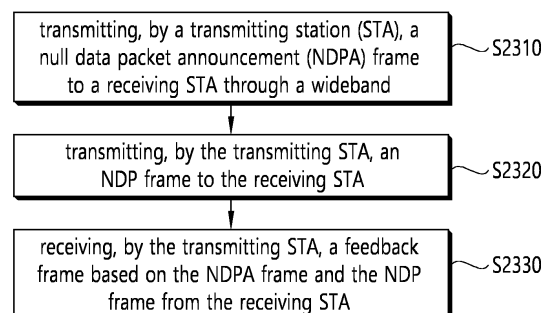 transmitting, by a transmitting station (STA), a
null data packet announcement (NDPA) frame
to a receiving STA through a wideband
S2310
transmitting, by the transmitting STA, an
NDP frame to the receiving STA
S2320
receiving, by the transmitting STA, a feedback
frame based on the NDPA frame and the NDP
frame from the receiving STA
S2330